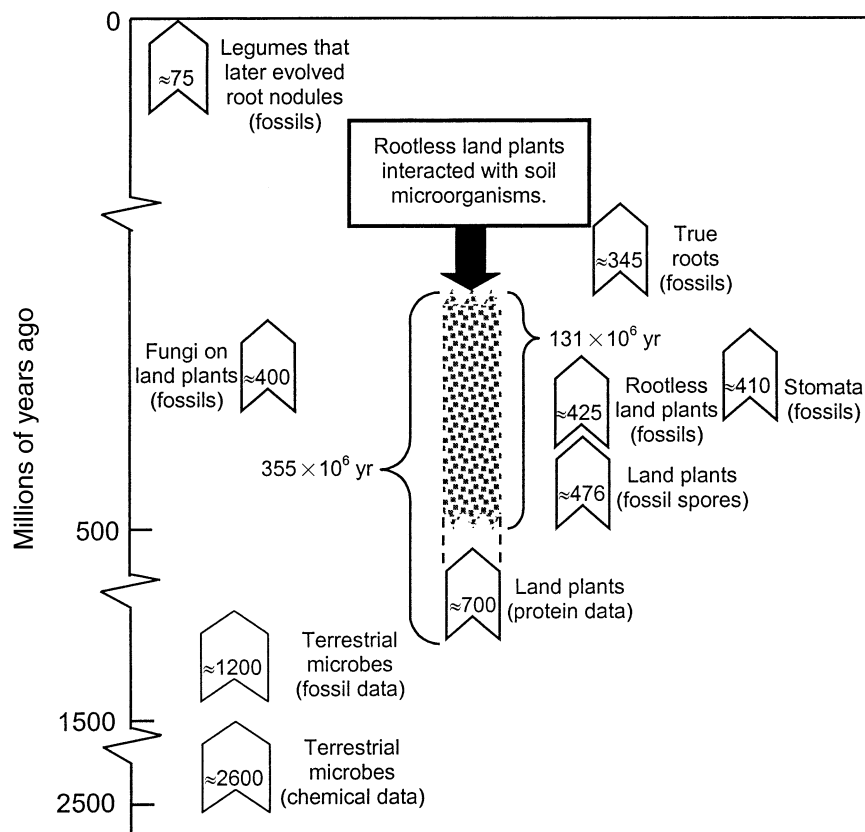 0
≈75
Legumes that
later evolved
root nodules
(fossils)
Rootless land plants
interacted with soil
microorganisms.
≈345
True
roots
(fossils)
131 × 10⁶ yr
Fungi on
land plants
(fossils)
≈400
≈425
Rootless
land plants
(fossils)
≈410
Stomata
(fossils)
355 × 10⁶ yr
≈476
Land plants
(fossil spores)
Millions of years ago
500
≈700
Land plants
(protein data)
≈1200
Terrestrial
microbes
(fossil data)
1500
≈2600
Terrestrial
microbes
(chemical data)
2500